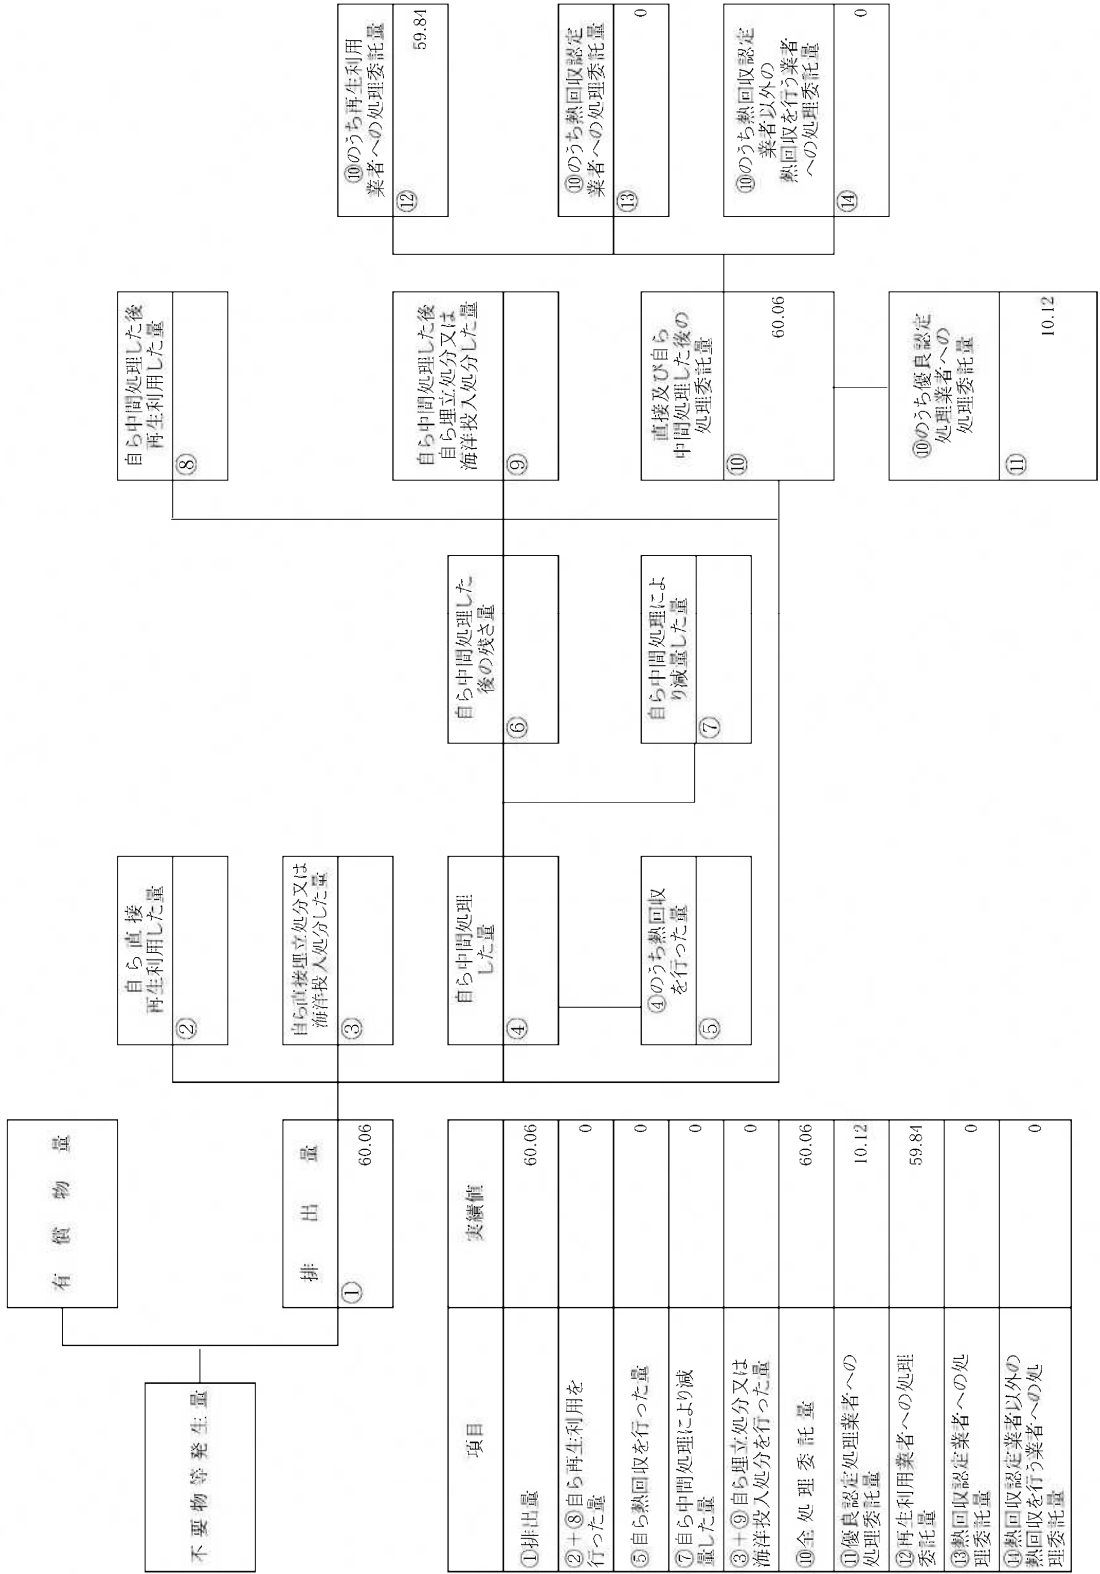 不要物等発生量
有償物量
排出量
①
60.06
自ら直接
再生利用した量
②
自ら直接埋立処分又は
海洋投入処分した量
③
自ら中間処理
した量
④
④のうち熱回収
を行った量
⑤
自ら中間処理した
後の残さ量
⑥
自ら中間処理によ
り減量した量
⑦
自ら中間処理した後
再生利用した量
⑧
自ら中間処理した後
自ら埋立処分又は
海洋投入処分した量
⑨
直接及び自ら
中間処理した後の
処理委託量
⑩
60.06
⑩のうち優良認定
処理業者への
処理委託量
⑪
10.12
⑩のうち再生利用
業者への処理委託量
⑫
59.84
⑩のうち熱回収認定
業者への処理委託量
⑬
0
⑩のうち熱回収認定
業者以外の
熱回収を行う業者
への処理委託量
⑭
0
項目 実績値
①排出量 60.06
②+⑧自ら再生利用を 0
行った量
⑤自ら熱回収を行った量 0
⑦自ら中間処理により減 0
量した量
③+⑨自ら埋立処分又は 0
海洋投入処分を行った量
⑩全処理委託量 60.06
⑪優良認定処理業者への 10.12
処理委託量
⑫再生利用業者への処理 59.84
委託量
⑬熱回収認定業者への処 0
理委託量
⑭熱回収認定業者以外の 0
熱回収を行う業者への処
理委託量